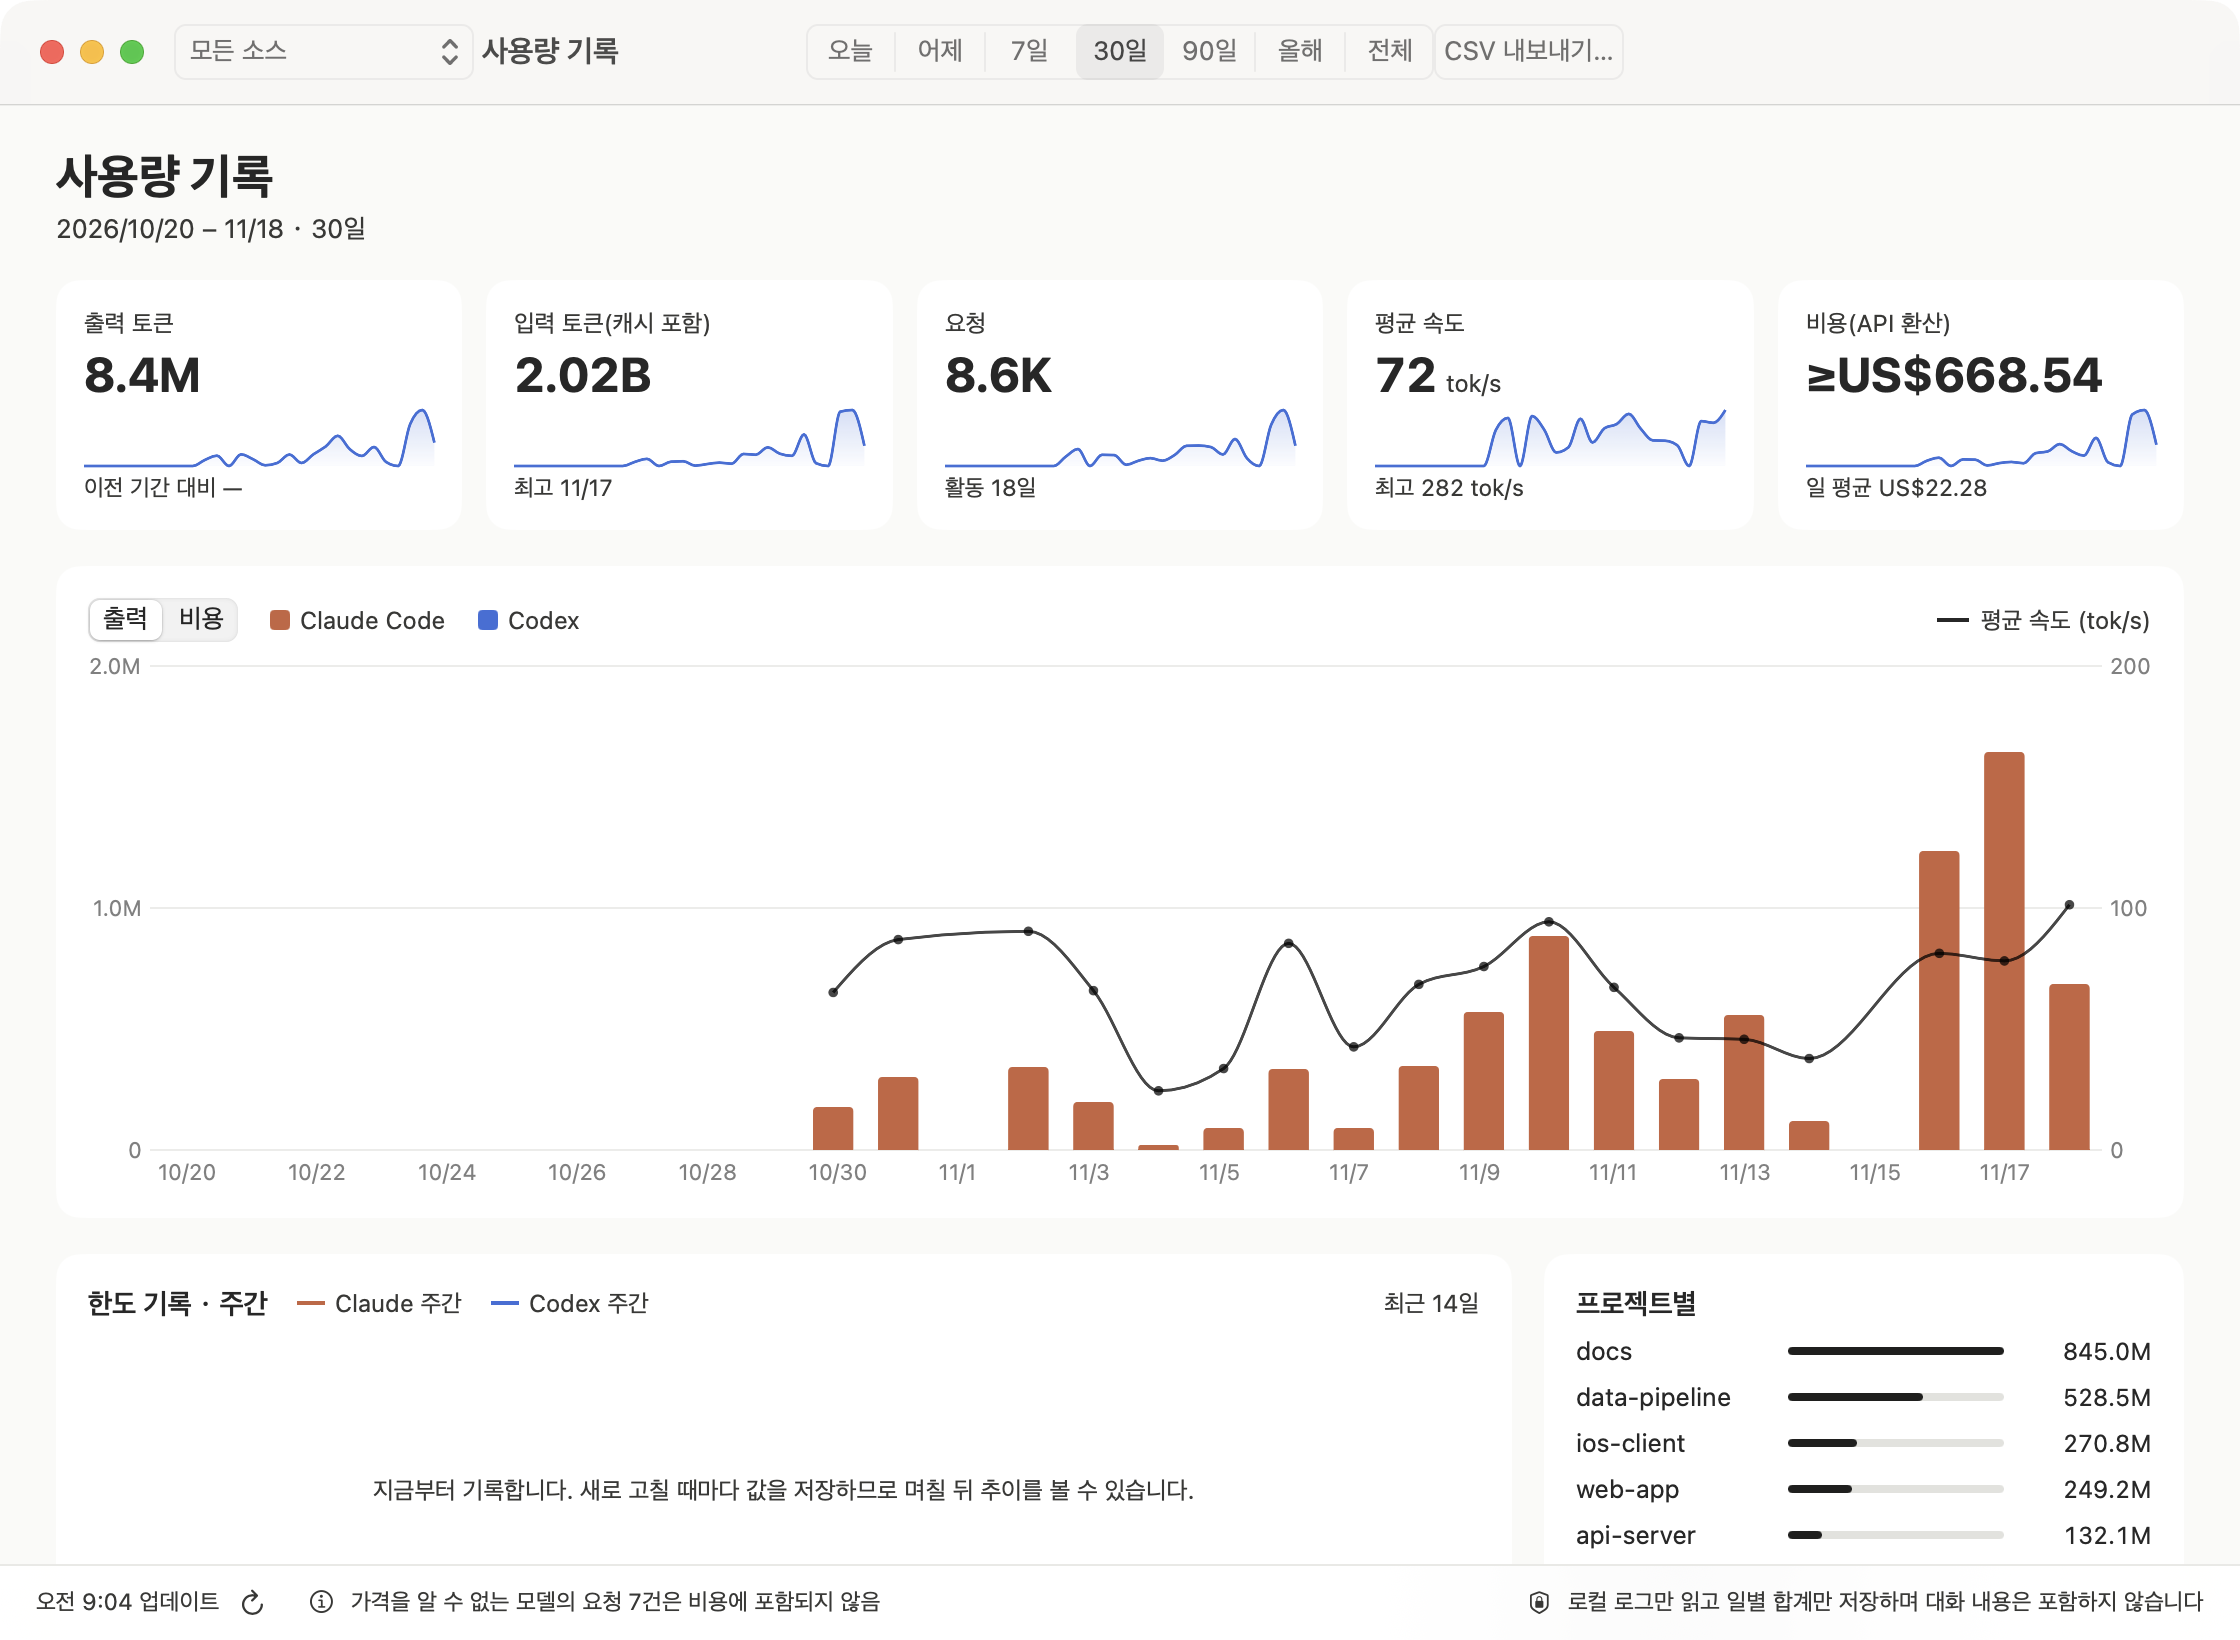 모든 소스
사용량 기록
오늘
어제
7일
30일
90일
올해
전체
CSV 내보내기...
사용량 기록
2026/10/20 – 11/18 · 30일
출력 토큰
8.4M
이전 기간 대비 —
입력 토큰(캐시 포함)
2.02B
최고 11/17
요청
8.6K
활동 18일
평균 속도
72 tok/s
최고 282 tok/s
비용(API 환산)
≥US$668.54
일 평균 US$22.28
출력
비용
Claude Code
Codex
평균 속도 (tok/s)
2.0M
200
1.0M
100
0
0
10/20
10/22
10/24
10/26
10/28
10/30
11/1
11/3
11/5
11/7
11/9
11/11
11/13
11/15
11/17
한도 기록 · 주간
Claude 주간
Codex 주간
최근 14일
지금부터 기록합니다. 새로 고칠 때마다 값을 저장하므로 며칠 뒤 추이를 볼 수 있습니다.
프로젝트별
docs 845.0M
data-pipeline 528.5M
ios-client 270.8M
web-app 249.2M
api-server 132.1M
오전 9:04 업데이트
가격을 알 수 없는 모델의 요청 7건은 비용에 포함되지 않음
로컬 로그만 읽고 일별 합계만 저장하며 대화 내용은 포함하지 않습니다